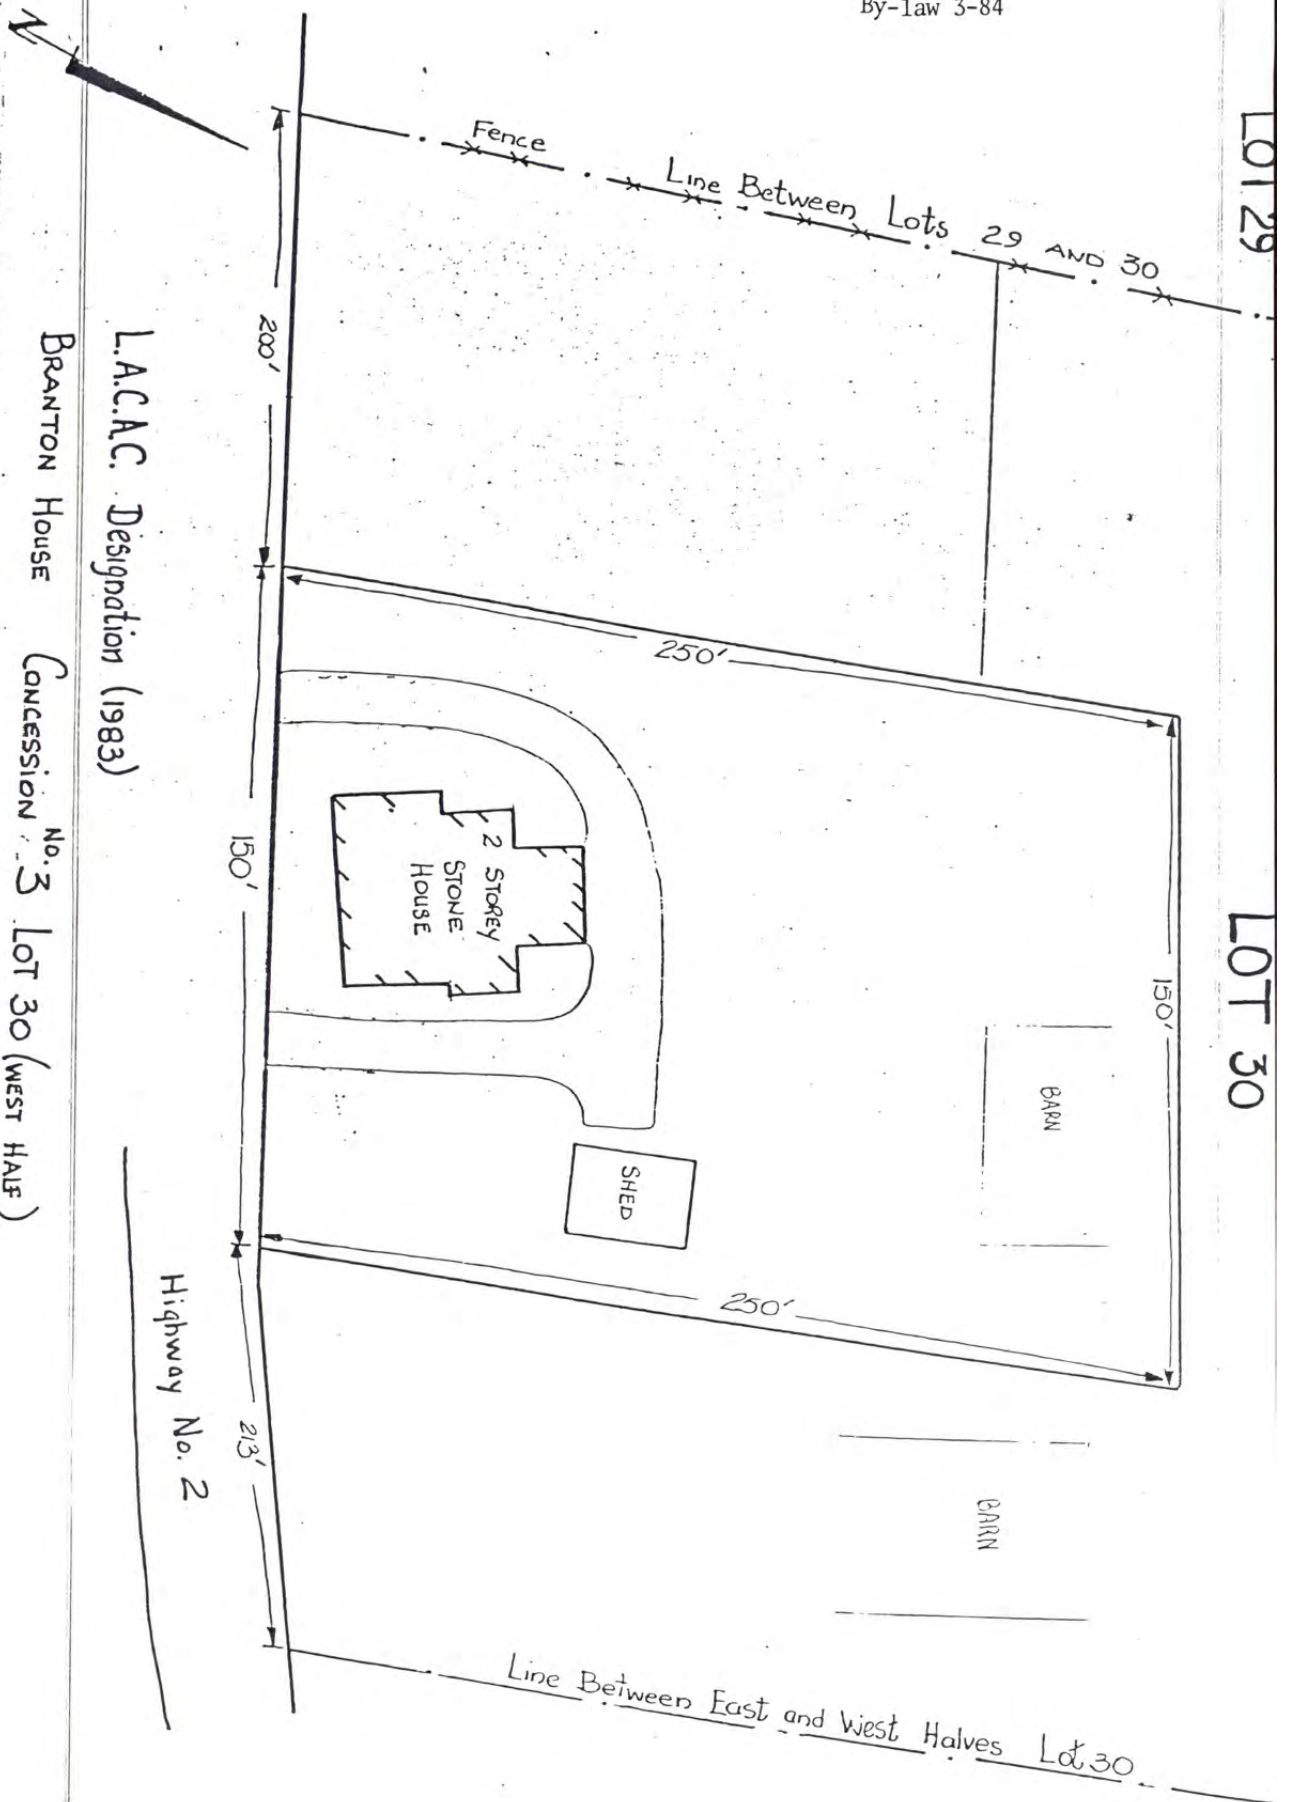 By-law 3-84
LOT 29
LOT 30
Fence
Line Between Lots 29 AND 30
200'
250'
150'
150'
2 STOREY
STONE
HOUSE
BARN
SHED
250'
213'
BARN
Highway No. 2
Line Between East and West Halves Lot 30
L.A.C.A.C. Designation (1983)
BRANTON HOUSE CONCESSION No. 3 LOT 30 (WEST HALF)
N